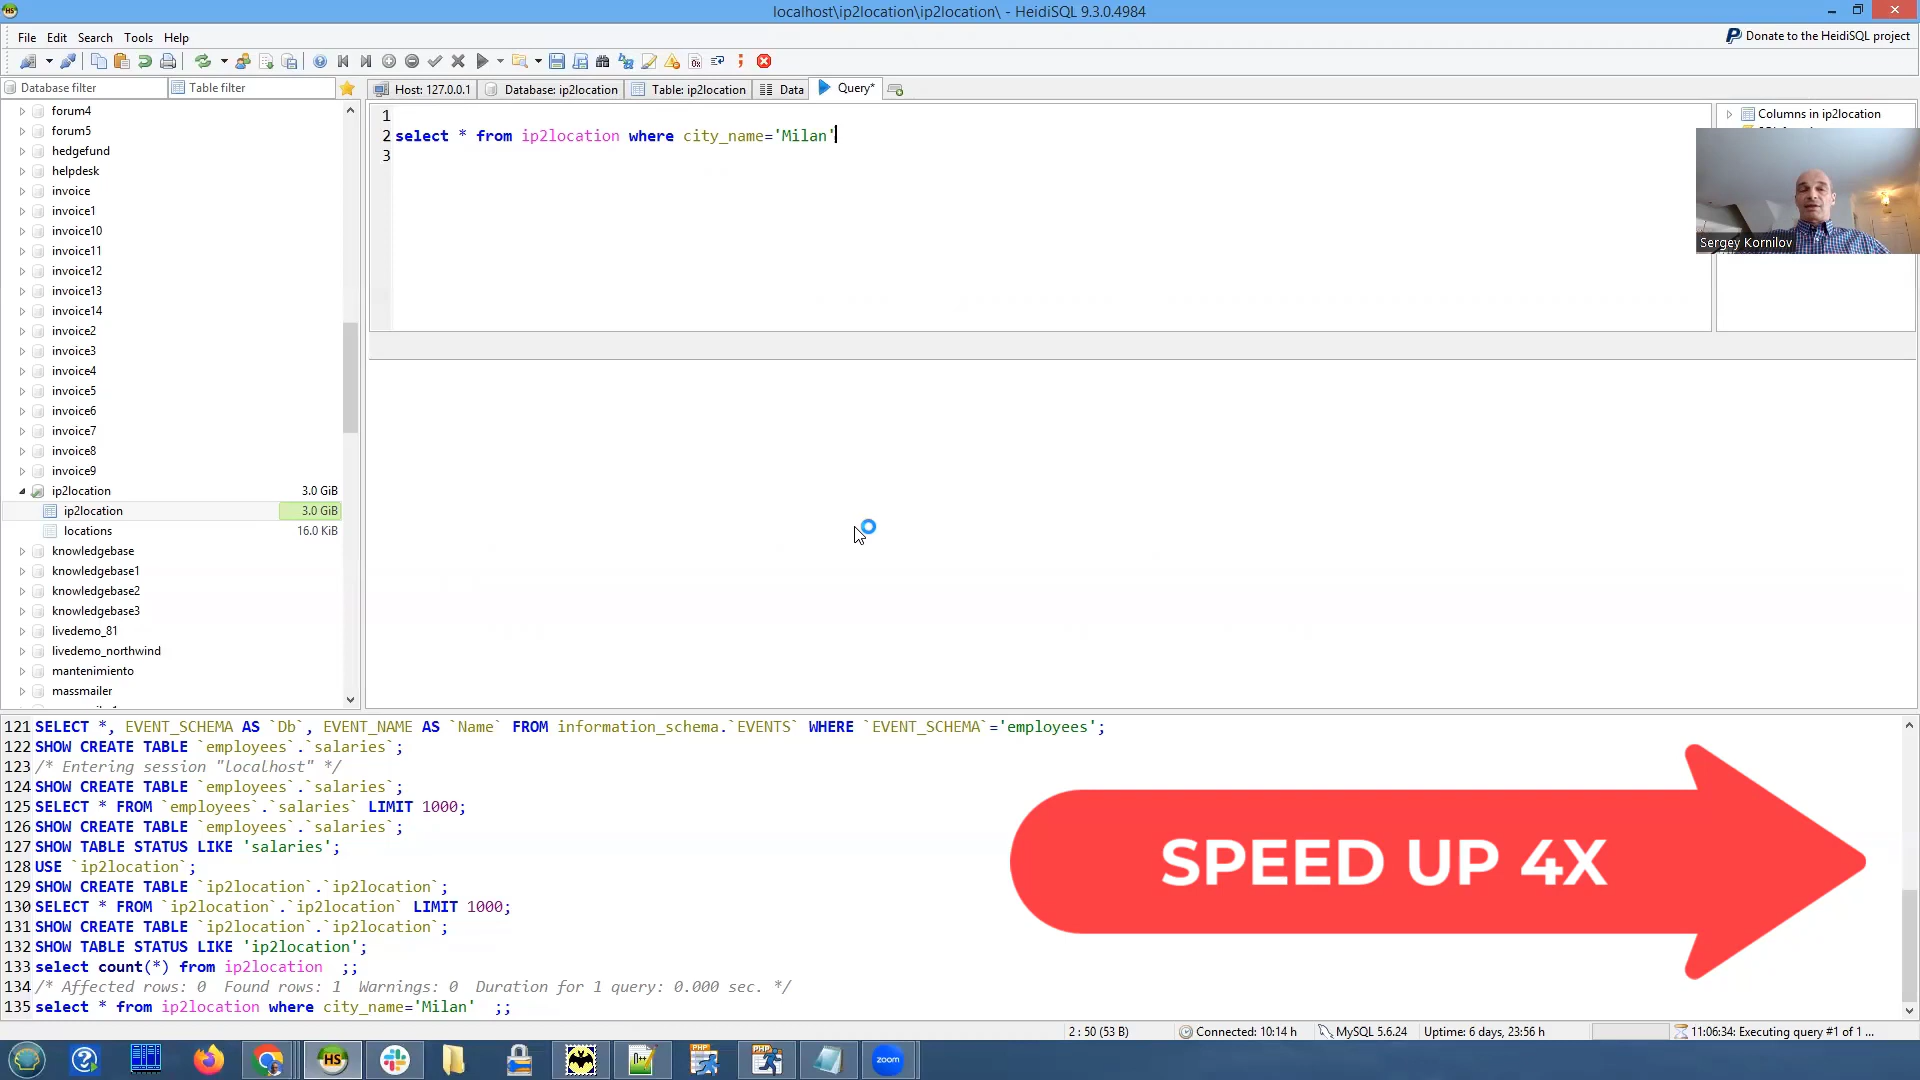 localhost\ip2location\ip2location\ - HeidiSQL 9.3.0.4984
File Edit Search Tools Help
Donate to the HeidiSQL project
Database filter
Table filter
Host: 127.0.0.1
Database: ip2location
Table: ip2location
Data
Query*
forum4
forum5
hedgefund
helpdesk
invoice
invoice1
invoice10
invoice11
invoice12
invoice13
invoice14
invoice2
invoice3
invoice4
invoice5
invoice6
invoice7
invoice8
invoice9
ip2location 3.0 GiB
ip2location 3.0 GiB
locations 16.0 KiB
knowledgebase
knowledgebase1
knowledgebase2
knowledgebase3
livedemo_81
livedemo_northwind
mantenimiento
massmailer
1
2 select * from ip2location where city_name='Milan'
3
Columns in ip2location
Sergey Kornilov
121 SELECT *, EVENT_SCHEMA AS `Db`, EVENT_NAME AS `Name` FROM information_schema.`EVENTS` WHERE `EVENT_SCHEMA`='employees';
122 SHOW CREATE TABLE `employees`.`salaries`;
123 /* Entering session "localhost" */
124 SHOW CREATE TABLE `employees`.`salaries`;
125 SELECT * FROM `employees`.`salaries` LIMIT 1000;
126 SHOW CREATE TABLE `employees`.`salaries`;
127 SHOW TABLE STATUS LIKE 'salaries';
128 USE `ip2location`;
129 SHOW CREATE TABLE `ip2location`.`ip2location`;
130 SELECT * FROM `ip2location`.`ip2location` LIMIT 1000;
131 SHOW CREATE TABLE `ip2location`.`ip2location`;
132 SHOW TABLE STATUS LIKE 'ip2location';
133 select count(*) from ip2location ;;
134 /* Affected rows: 0 Found rows: 1 Warnings: 0 Duration for 1 query: 0.000 sec. */
135 select * from ip2location where city_name='Milan' ;;
SPEED UP 4X
2 : 50 (53 B)
Connected: 10:14 h
MySQL 5.6.24
Uptime: 6 days, 23:56 h
11:06:34: Executing query #1 of 1 ...
HS
n++
PHP
PHP
zoom